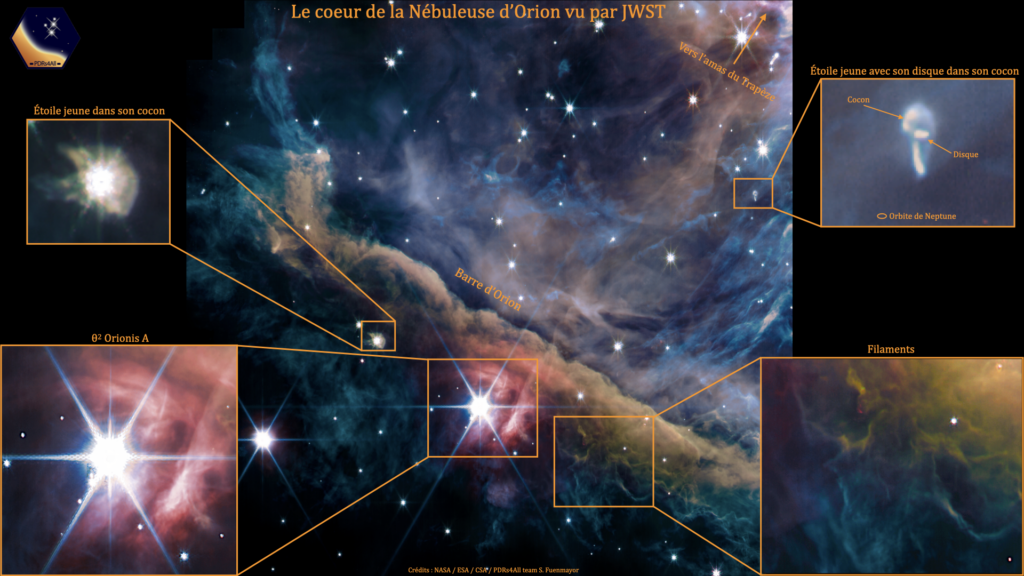 Le coeur de la Nébuleuse d'Orion vu par JWST
PDRs4All
Vers l'amas du Trapèze
Étoile jeune avec son disque dans son cocon
Cocon
Disque
Orbite de Neptune
Étoile jeune dans son cocon
Barre d'Orion
θ² Orionis A
Filaments
Crédits : NASA / ESA / CSA / PDRs4All team S. Fuenmayor